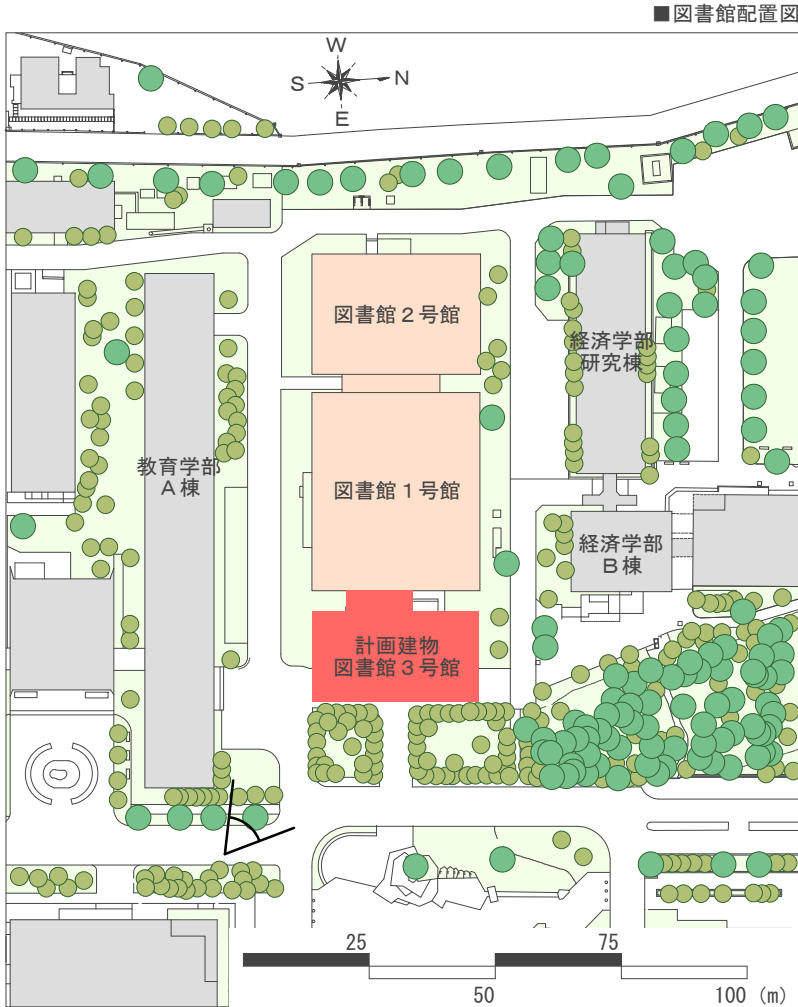 ■図書館配置図
W
S
N
E
図書館２号館
経済学部
研究棟
教育学部
Ａ棟
図書館１号館
経済学部
Ｂ棟
計画建物
図書館３号館
25
75
50
100 (m)